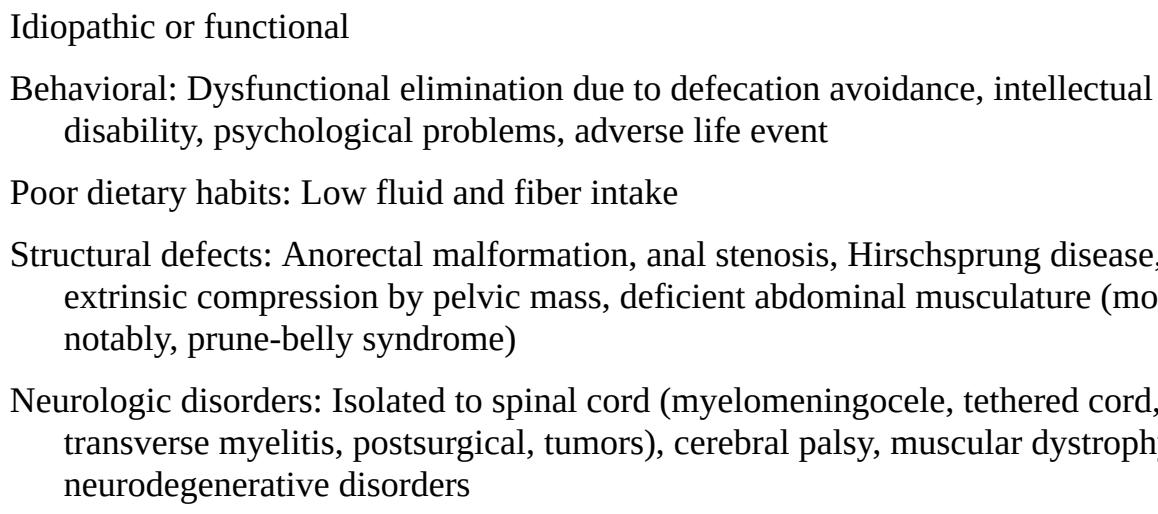 Idiopathic or functional
Behavioral: Dysfunctional elimination due to defecation avoidance, intellectual
disability, psychological problems, adverse life event
Poor dietary habits: Low fluid and fiber intake
Structural defects: Anorectal malformation, anal stenosis, Hirschsprung disease,
extrinsic compression by pelvic mass, deficient abdominal musculature (mo
notably, prune-belly syndrome)
Neurologic disorders: Isolated to spinal cord (myelomeningocele, tethered cord,
transverse myelitis, postsurgical, tumors), cerebral palsy, muscular dystrophy
neurodegenerative disorders